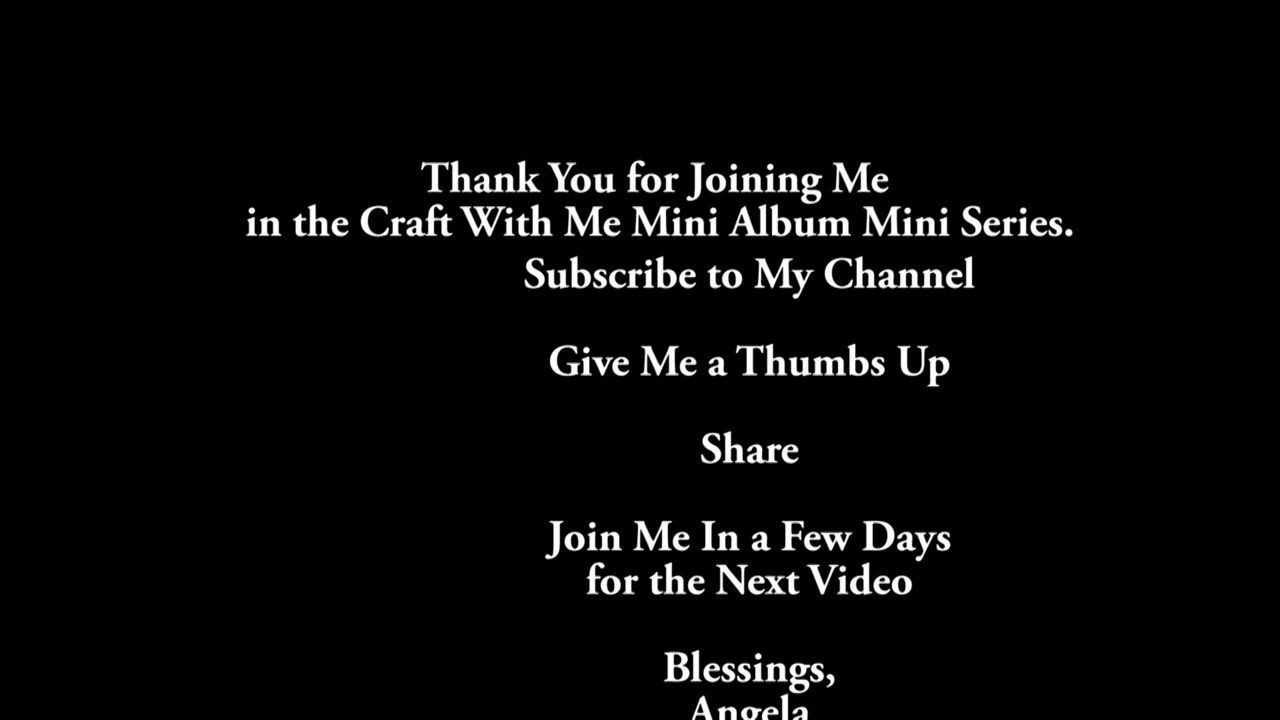 Thank You for Joining Me
in the Craft With Me Mini Album Mini Series.
Subscribe to My Channel
Give Me a Thumbs Up
Share
Join Me In a Few Days
for the Next Video
Blessings,
Angela